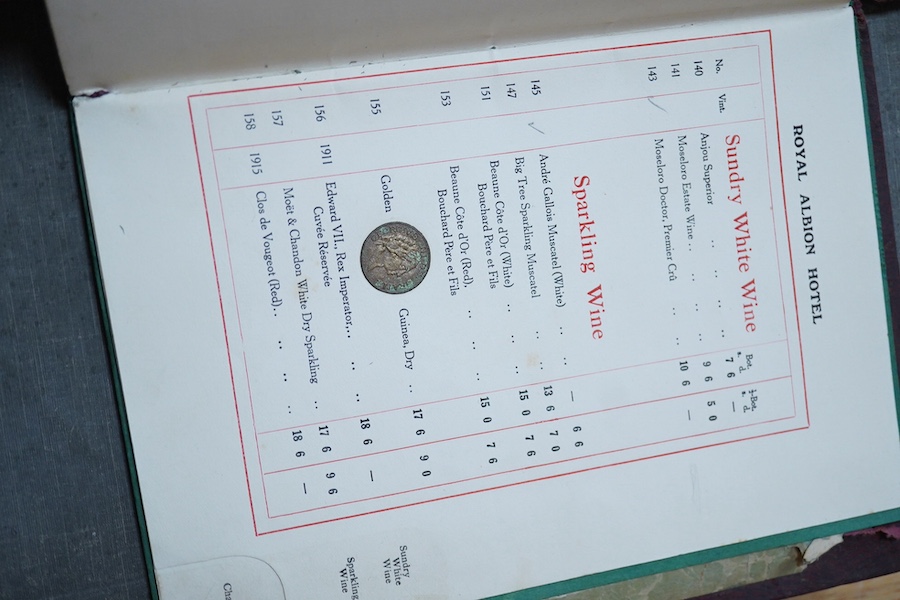 ROYAL ALBION HOTEL
No. Vint. Sundry White Wine Bot. ½-Bot.
s. d. s. d.
140 Anjou Superior .. .. .. 7 6 —
141 Moseloro Estate Wine .. .. .. 9 6 5 0
143 Moseloro Doctor, Premier Crû .. 10 6 —
Sparkling Wine
145 André Gallois Muscatel (White) .. .. — 6 6
147 Big Tree Sparkling Muscatel .. .. 13 6 7 0
151 Beaune Côte d'Or (White)
Bouchard Père et Fils .. .. 15 0 7 6
153 Beaune Côte d'Or (Red),
Bouchard Père et Fils .. .. 15 0 7 6
155 Golden Guinea, Dry .. 17 6 9 0
156 1911 Edward VII., Rex Imperator,
Cuvée Réservée .. .. .. 18 6 —
157 Moët & Chandon White Dry Sparkling .. 17 6 9 6
158 1915 Clos de Vougeot (Red) .. .. .. .. 18 6 —
Sundry
White
Wine
Sparkling
Wine